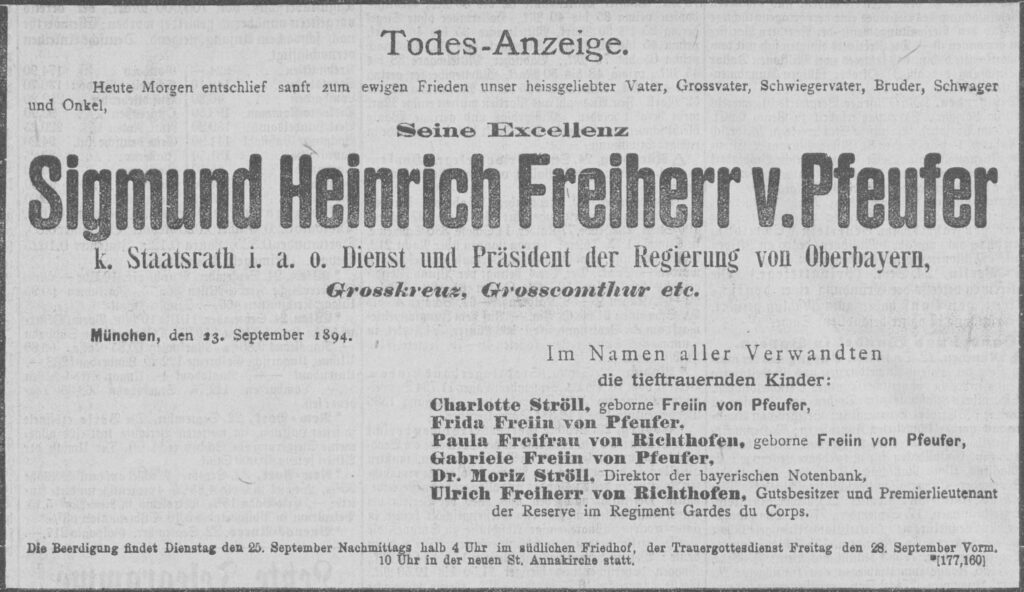 Todes-Anzeige.
Heute Morgen entschlief sanft zum ewigen Frieden unser heissgeliebter Vater, Grossvater, Schwiegervater, Bruder, Schwager
und Onkel,
Seine Excellenz
Sigmund Heinrich Freiherr v. Pfeufer
k. Staatsrath i. a. o. Dienst und Präsident der Regierung von Oberbayern,
Grosskreuz, Grosscomthur etc.
München, den 23. September 1894.
Im Namen aller Verwandten
die tieftrauernden Kinder:
Charlotte Ströll, geborne Freiin von Pfeufer,
Frida Freiin von Pfeufer,
Paula Freifrau von Richthofen, geborne Freiin von Pfeufer,
Gabriele Freiin von Pfeufer,
Dr. Moriz Ströll, Direktor der bayerischen Notenbank,
Ulrich Freiherr von Richthofen, Gutsbesitzer und Premierlieutenant
der Reserve im Regiment Gardes du Corps.
Die Beerdigung findet Dienstag den 25. September Nachmittags halb 4 Uhr im südlichen Friedhof, der Trauergottesdienst Freitag den 28. September Vorm.
10 Uhr in der neuen St. Annakirche statt. *[177,160]